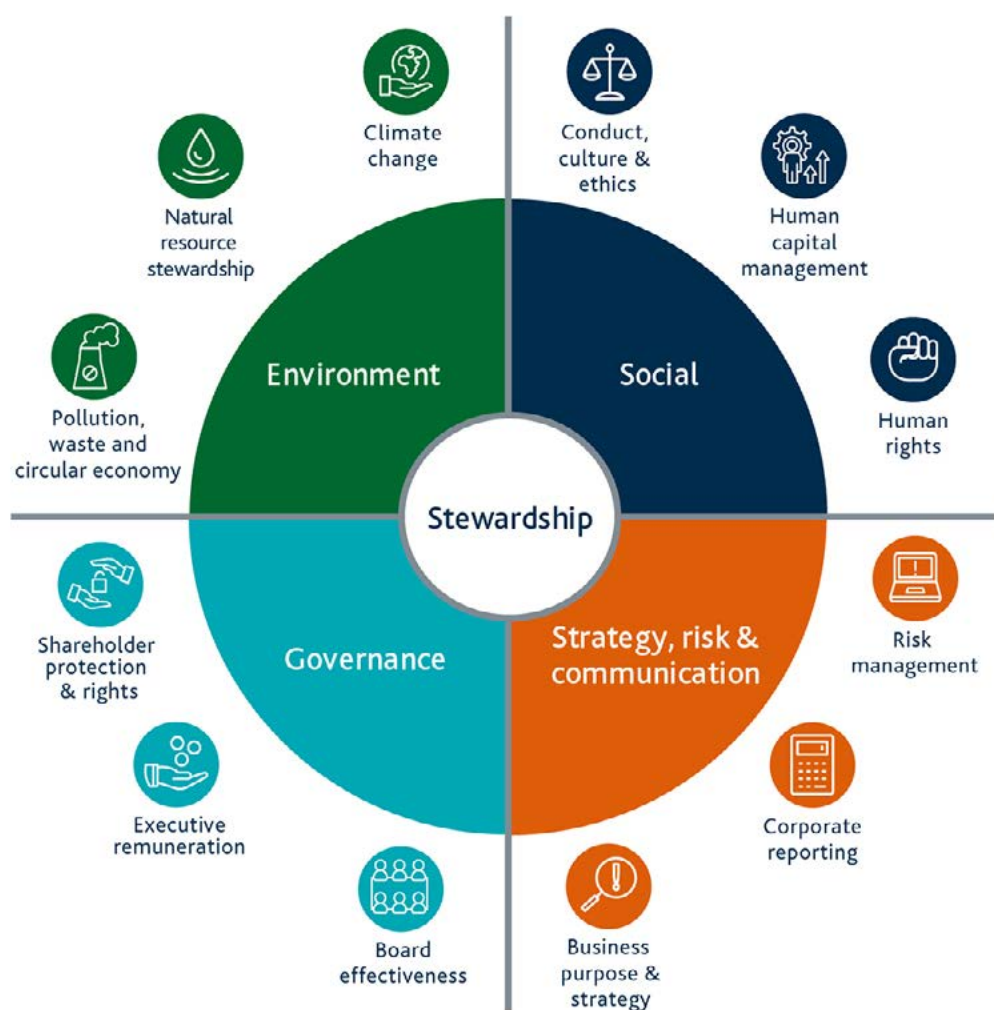 Climate
change
Natural
resource
stewardship
Pollution,
waste and
circular economy
Environment
Conduct,
culture &
ethics
Human
capital
management
Human
rights
Social
Stewardship
Shareholder
protection
& rights
Executive
remuneration
Board
effectiveness
Governance
Strategy, risk &
communication
Risk
management
Corporate
reporting
Business
purpose &
strategy